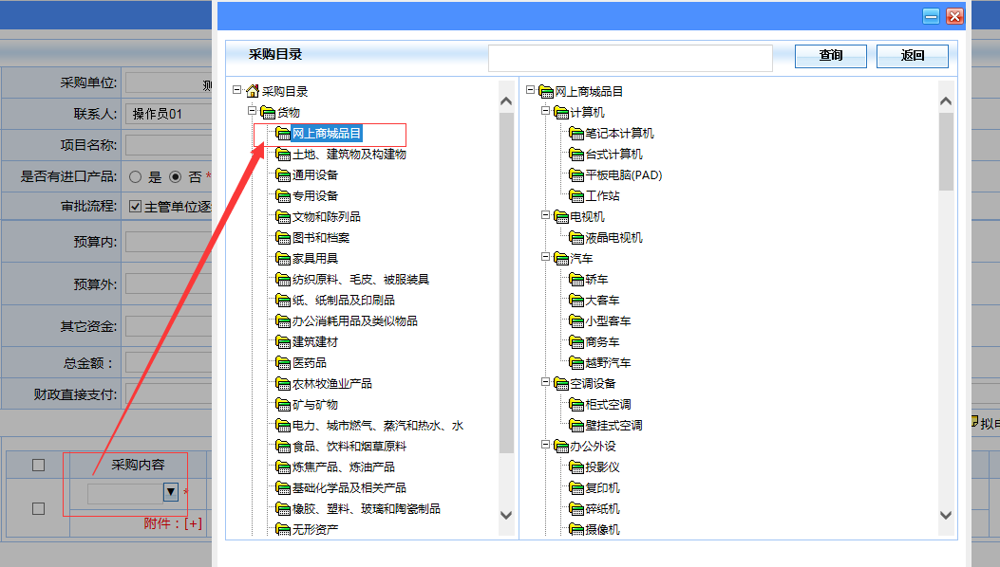 采购单位:
测
联系人:
操作员01
项目名称:
是否有进口产品:
是
否 *
审批流程:
主管单位逐
预算内:
预算外:
其它资金:
总金额：
财政直接支付:
采购内容
*
附件：[+]
采购目录
查询
返回
采购目录
货物
网上商城品目
土地、建筑物及构建物
通用设备
专用设备
文物和陈列品
图书和档案
家具用具
纺织原料、毛皮、被服装具
纸、纸制品及印刷品
办公消耗用品及类似物品
建筑建材
医药品
农林牧渔业产品
矿与矿物
电力、城市燃气、蒸汽和热水、水
食品、饮料和烟草原料
炼焦产品、炼油产品
基础化学品及相关产品
橡胶、塑料、玻璃和陶瓷制品
无形资产
网上商城品目
计算机
笔记本计算机
台式计算机
平板电脑(PAD)
工作站
电视机
液晶电视机
汽车
轿车
大客车
小型客车
商务车
越野汽车
空调设备
柜式空调
壁挂式空调
办公外设
投影仪
复印机
碎纸机
摄像机
拟